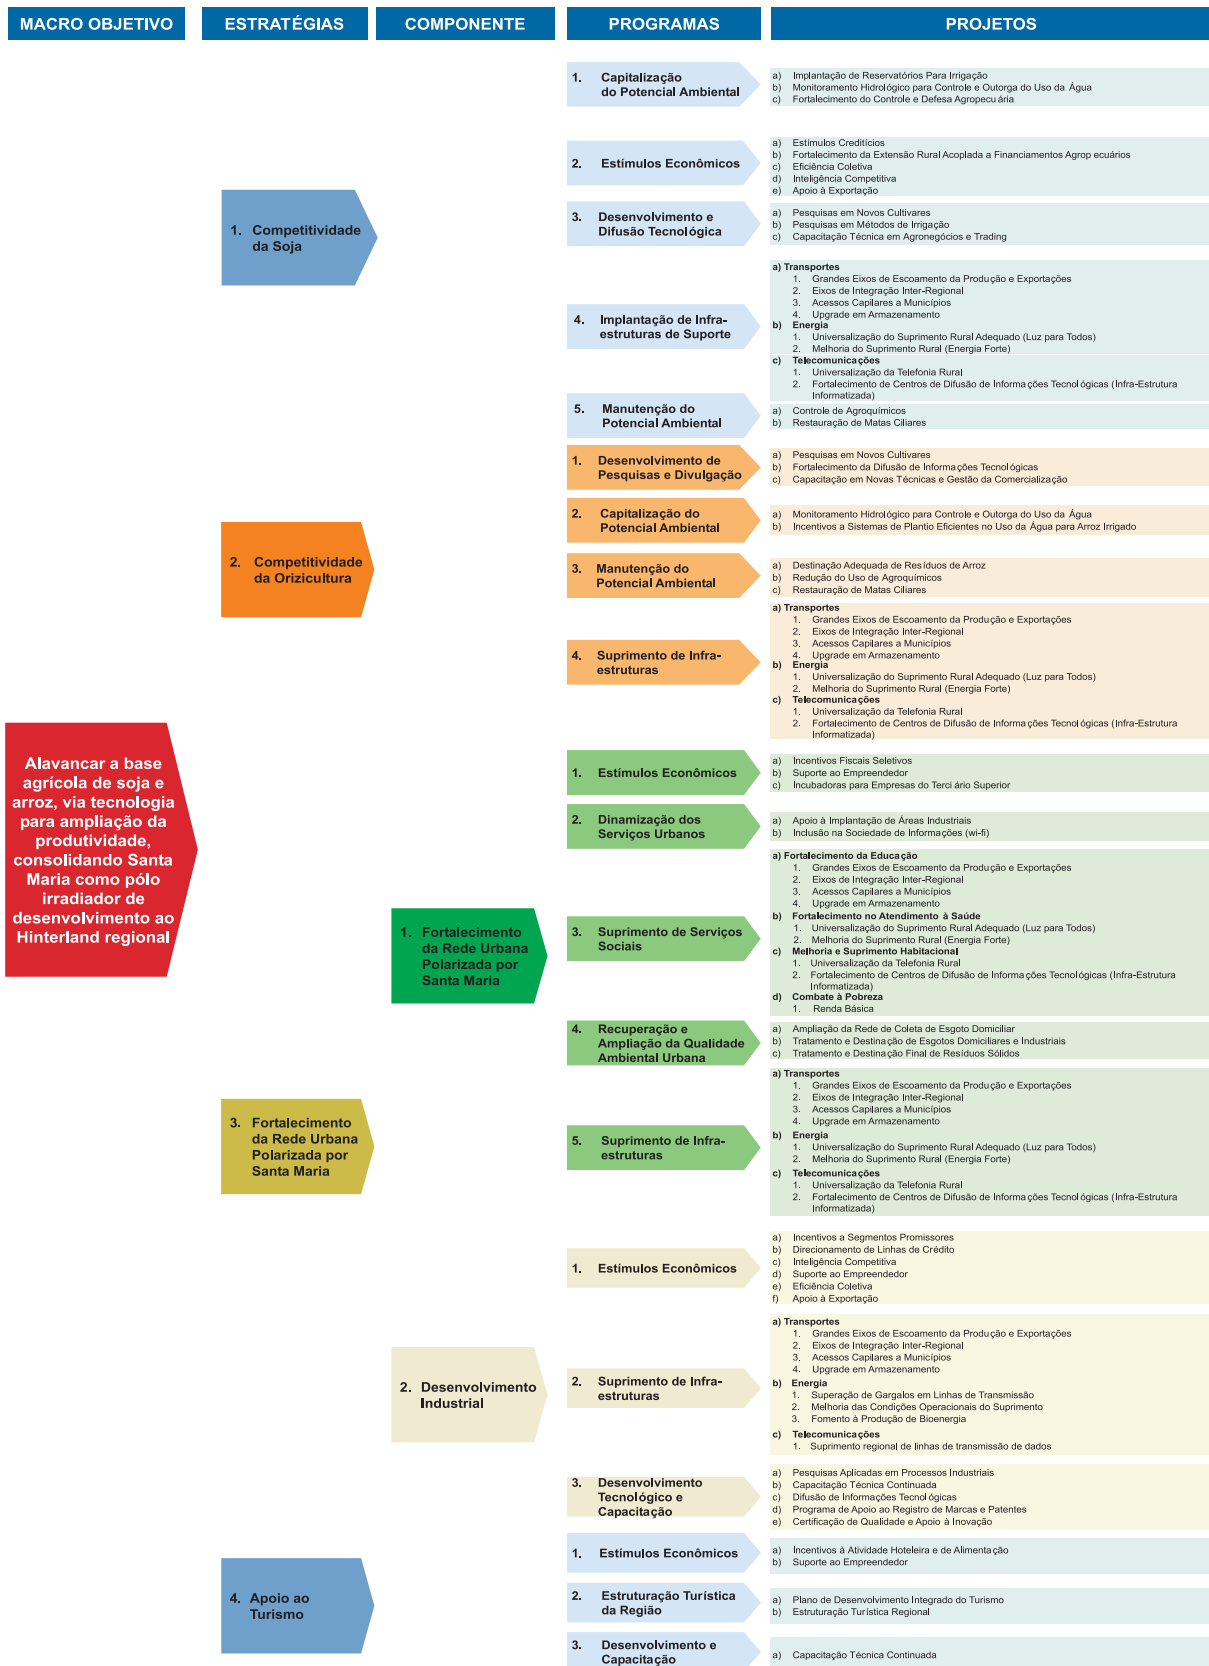 MACRO OBJETIVO
ESTRATÉGIAS
COMPONENTE
PROGRAMAS
PROJETOS
Alavancar a base
agrícola de soja e
arroz, via tecnologia
para ampliação da
produtividade,
consolidando Santa
Maria como pólo
irradiador de
desenvolvimento ao
Hinterland regional
1. Competitividade
da Soja
1. Capitalização
do Potencial Ambiental
a) Implantação de Reservatórios Para Irrigação
b) Monitoramento Hidrológico para Controle e Outorga do Uso da Água
c) Fortalecimento do Controle e Defesa Agropecuária
2. Estímulos Econômicos
a) Estímulos Creditícios
b) Fortalecimento da Extensão Rural Acoplada a Financiamentos Agrop ecuários
c) Eficiência Coletiva
d) Inteligência Competitiva
e) Apoio à Exportação
3. Desenvolvimento e
Difusão Tecnológica
a) Pesquisas em Novos Cultivares
b) Pesquisas em Métodos de Irrigação
c) Capacitação Técnica em Agronegócios e Trading
4. Implantação de Infra-
estruturas de Suporte
a) Transportes
1. Grandes Eixos de Escoamento da Produção e Exportações
2. Eixos de Integração Inter-Regional
3. Acessos Capilares a Municípios
4. Upgrade em Armazenamento
b) Energia
1. Universalização do Suprimento Rural Adequado (Luz para Todos)
2. Melhoria do Suprimento Rural (Energia Forte)
c) Telecomunicações
1. Universalização da Telefonia Rural
2. Fortalecimento de Centros de Difusão de Informações Tecnológicas (Infra-Estrutura
Informatizada)
5. Manutenção do
Potencial Ambiental
a) Controle de Agroquímicos
b) Restauração de Matas Ciliares
2. Competitividade
da Orizicultura
1. Desenvolvimento de
Pesquisas e Divulgação
a) Pesquisas em Novos Cultivares
b) Fortalecimento da Difusão de Informações Tecnológicas
c) Capacitação em Novas Técnicas e Gestão da Comercialização
2. Capitalização do
Potencial Ambiental
a) Monitoramento Hidrológico para Controle e Outorga do Uso da Água
b) Incentivos a Sistemas de Plantio Eficientes no Uso da Água para Arroz Irrigado
3. Manutenção do
Potencial Ambiental
a) Destinação Adequada de Resíduos de Arroz
b) Redução do Uso de Agroquímicos
c) Restauração de Matas Ciliares
4. Suprimento de Infra-
estruturas
a) Transportes
1. Grandes Eixos de Escoamento da Produção e Exportações
2. Eixos de Integração Inter-Regional
3. Acessos Capilares a Municípios
4. Upgrade em Armazenamento
b) Energia
1. Universalização do Suprimento Rural Adequado (Luz para Todos)
2. Melhoria do Suprimento Rural (Energia Forte)
c) Telecomunicações
1. Universalização da Telefonia Rural
2. Fortalecimento de Centros de Difusão de Informações Tecnológicas (Infra-Estrutura
Informatizada)
3. Fortalecimento
da Rede Urbana
Polarizada por
Santa Maria
1. Fortalecimento
da Rede Urbana
Polarizada por
Santa Maria
1. Estímulos Econômicos
a) Incentivos Fiscais Seletivos
b) Suporte ao Empreendedor
c) Incubadoras para Empresas do Terci ário Superior
2. Dinamização dos
Serviços Urbanos
a) Apoio à Implantação de Áreas Industriais
b) Inclusão na Sociedade de Informações (wi-fi)
3. Suprimento de Serviços
Sociais
a) Fortalecimento da Educação
1. Grandes Eixos de Escoamento da Produção e Exportações
2. Eixos de Integração Inter-Regional
3. Acessos Capilares a Municípios
4. Upgrade em Armazenamento
b) Fortalecimento no Atendimento à Saúde
1. Universalização do Suprimento Rural Adequado (Luz para Todos)
2. Melhoria do Suprimento Rural (Energia Forte)
c) Melhoria e Suprimento Habitacional
1. Universalização da Telefonia Rural
2. Fortalecimento de Centros de Difusão de Informações Tecnológicas (Infra-Estrutura
Informatizada)
d) Combate à Pobreza
1. Renda Básica
4. Recuperação e
Ampliação da Qualidade
Ambiental Urbana
a) Ampliação da Rede de Coleta de Esgoto Domiciliar
b) Tratamento e Destinação de Esgotos Domiciliares e Industriais
c) Tratamento e Destinação Final de Resíduos Sólidos
5. Suprimento de Infra-
estruturas
a) Transportes
1. Grandes Eixos de Escoamento da Produção e Exportações
2. Eixos de Integração Inter-Regional
3. Acessos Capilares a Municípios
4. Upgrade em Armazenamento
b) Energia
1. Universalização do Suprimento Rural Adequado (Luz para Todos)
2. Melhoria do Suprimento Rural (Energia Forte)
c) Telecomunicações
1. Universalização da Telefonia Rural
2. Fortalecimento de Centros de Difusão de Informações Tecnológicas (Infra-Estrutura
Informatizada)
2. Desenvolvimento
Industrial
1. Estímulos Econômicos
a) Incentivos a Segmentos Promissores
b) Direcionamento de Linhas de Crédito
c) Inteligência Competitiva
d) Suporte ao Empreendedor
e) Eficiência Coletiva
f) Apoio à Exportação
2. Suprimento de Infra-
estruturas
a) Transportes
1. Grandes Eixos de Escoamento da Produção e Exportações
2. Eixos de Integração Inter-Regional
3. Acessos Capilares a Municípios
4. Upgrade em Armazenamento
b) Energia
1. Superação de Gargalos em Linhas de Transmissão
2. Melhoria das Condições Operacionais do Suprimento
3. Fomento à Produção de Bioenergia
c) Telecomunicações
1. Suprimento regional de linhas de transmissão de dados
3. Desenvolvimento
Tecnológico e
Capacitação
a) Pesquisas Aplicadas em Processos Industriais
b) Capacitação Técnica Continuada
c) Difusão de Informações Tecnológicas
d) Programa de Apoio ao Registro de Marcas e Patentes
e) Certificação de Qualidade e Apoio à Inovação
4. Apoio ao
Turismo
1. Estímulos Econômicos
a) Incentivos à Atividade Hoteleira e de Alimentação
b) Suporte ao Empreendedor
2. Estruturação Turística
da Região
a) Plano de Desenvolvimento Integrado do Turismo
b) Estruturação Turística Regional
3. Desenvolvimento e
Capacitação
a) Capacitação Técnica Continuada